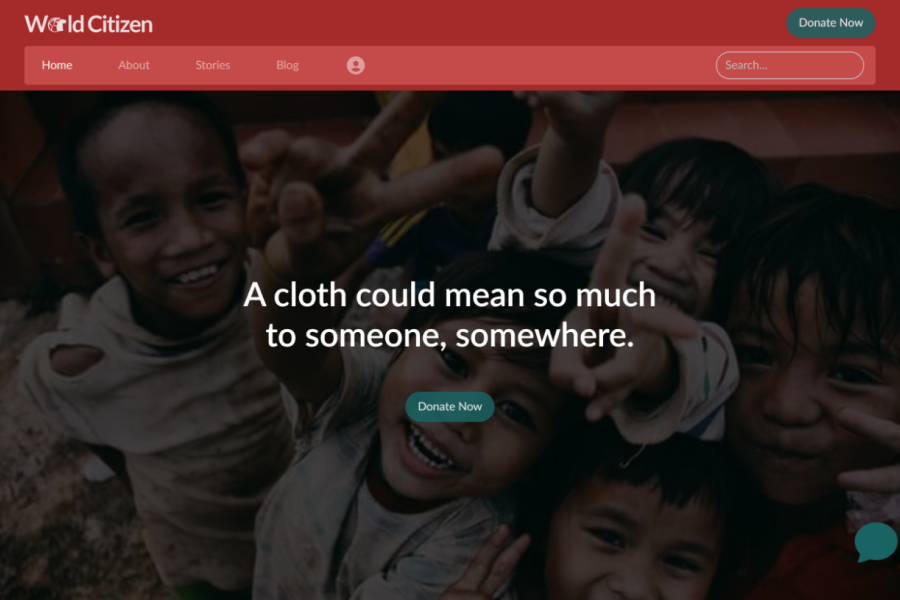 World Citizen
Donate Now
Home About Stories Blog
Search...
A cloth could mean so much
to someone, somewhere.
Donate Now